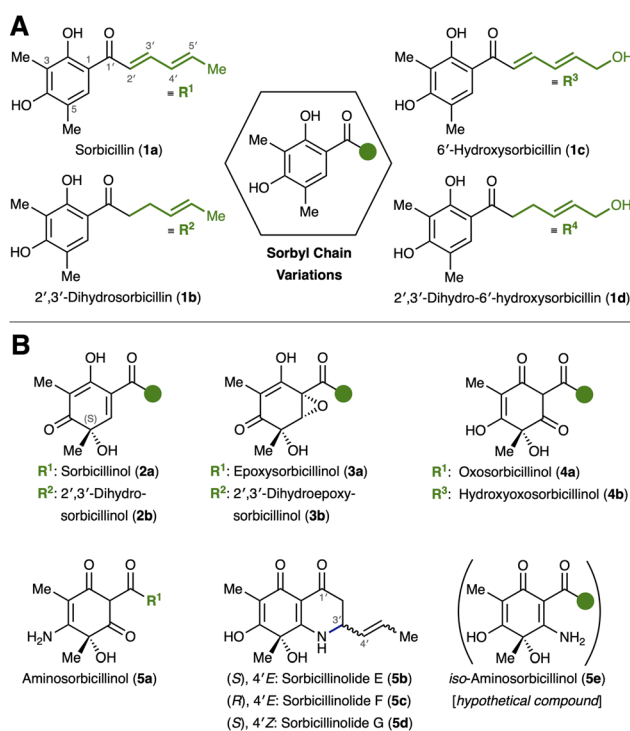 A
OH
O
Me
3
1
1′
3′
5′
2′
4′
Me
HO
5
Me
≡ R¹
Sorbicillin (1a)
OH
O
Me
HO
Me
OH
≡ R³
6′-Hydroxysorbicillin (1c)
OH
O
Me
HO
Me
Sorbyl Chain
Variations
OH
O
Me
Me
HO
Me
≡ R²
2′,3′-Dihydrosorbicillin (1b)
OH
O
Me
OH
HO
Me
≡ R⁴
2′,3′-Dihydro-6′-hydroxysorbicillin (1d)
B
OH
O
Me
O
(S)
Me
OH
R¹: Sorbicillinol (2a)
R²: 2′,3′-Dihydro-
sorbicillinol (2b)
OH
O
Me
O
O
Me
OH
R¹: Epoxysorbicillinol (3a)
R²: 2′,3′-Dihydroepoxy-
sorbicillinol (3b)
O
O
Me
HO
O
Me
OH
R¹: Oxosorbicillinol (4a)
R³: Hydroxyoxosorbicillinol (4b)
O
O
Me
R¹
H₂N
O
Me
OH
Aminosorbicillinol (5a)
O
O
Me
1′
3′
HO
N
H
4′
Me
Me
OH
(S), 4′E: Sorbicillinolide E (5b)
(R), 4′E: Sorbicillinolide F (5c)
(S), 4′Z: Sorbicillinolide G (5d)
O
O
Me
HO
NH₂
Me
OH
iso-Aminosorbicillinol (5e)
[hypothetical compound]